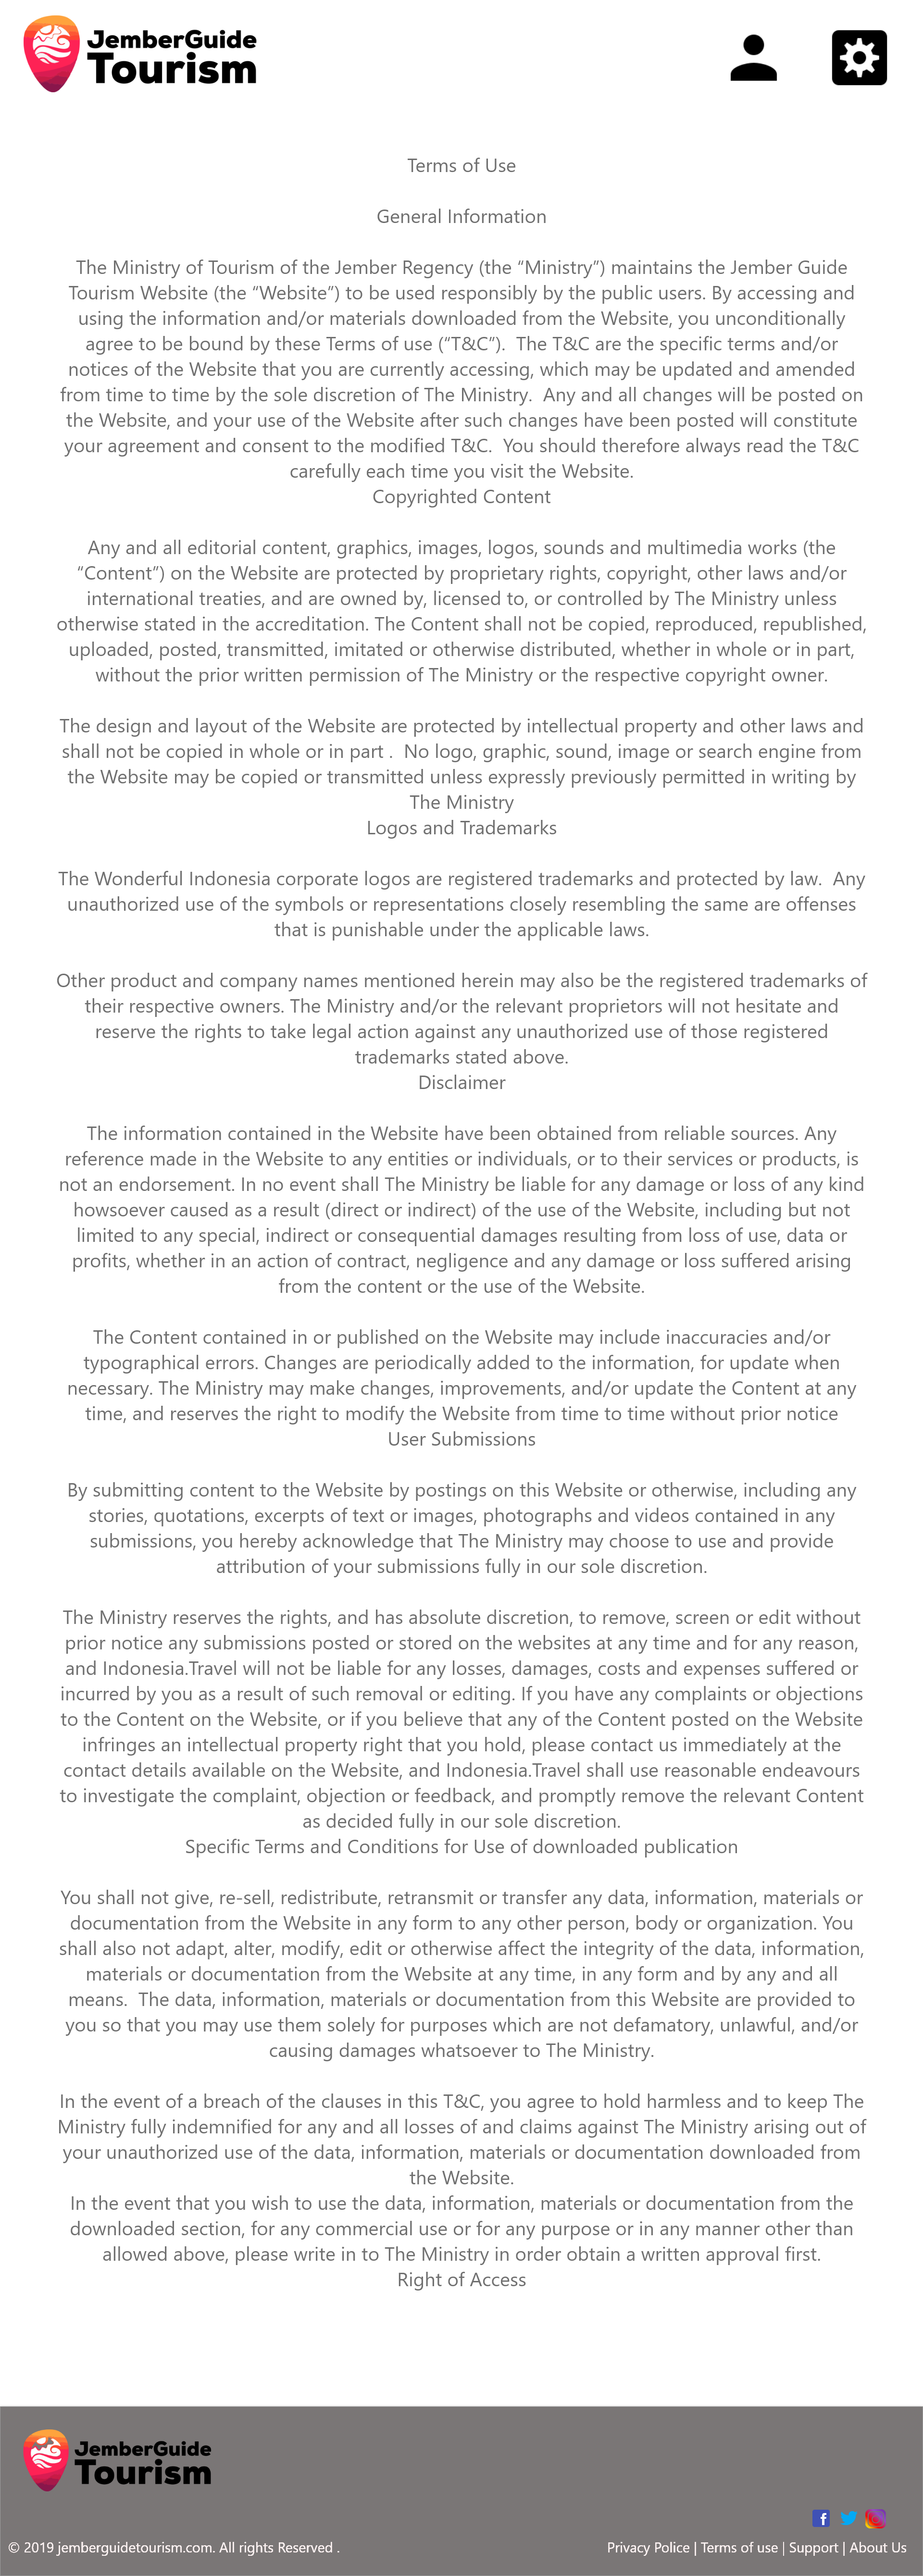 JemberGuide
Tourism
Terms of Use
General Information
The Ministry of Tourism of the Jember Regency (the “Ministry”) maintains the Jember Guide
Tourism Website (the “Website”) to be used responsibly by the public users. By accessing and
using the information and/or materials downloaded from the Website, you unconditionally
agree to be bound by these Terms of use (“T&C”).  The T&C are the specific terms and/or
notices of the Website that you are currently accessing, which may be updated and amended
from time to time by the sole discretion of The Ministry.  Any and all changes will be posted on
the Website, and your use of the Website after such changes have been posted will constitute
your agreement and consent to the modified T&C.  You should therefore always read the T&C
carefully each time you visit the Website.
Copyrighted Content
Any and all editorial content, graphics, images, logos, sounds and multimedia works (the
“Content”) on the Website are protected by proprietary rights, copyright, other laws and/or
international treaties, and are owned by, licensed to, or controlled by The Ministry unless
otherwise stated in the accreditation. The Content shall not be copied, reproduced, republished,
uploaded, posted, transmitted, imitated or otherwise distributed, whether in whole or in part,
without the prior written permission of The Ministry or the respective copyright owner.
The design and layout of the Website are protected by intellectual property and other laws and
shall not be copied in whole or in part .  No logo, graphic, sound, image or search engine from
the Website may be copied or transmitted unless expressly previously permitted in writing by
The Ministry
Logos and Trademarks
The Wonderful Indonesia corporate logos are registered trademarks and protected by law.  Any
unauthorized use of the symbols or representations closely resembling the same are offenses
that is punishable under the applicable laws.
Other product and company names mentioned herein may also be the registered trademarks of
their respective owners. The Ministry and/or the relevant proprietors will not hesitate and
reserve the rights to take legal action against any unauthorized use of those registered
trademarks stated above.
Disclaimer
The information contained in the Website have been obtained from reliable sources. Any
reference made in the Website to any entities or individuals, or to their services or products, is
not an endorsement. In no event shall The Ministry be liable for any damage or loss of any kind
howsoever caused as a result (direct or indirect) of the use of the Website, including but not
limited to any special, indirect or consequential damages resulting from loss of use, data or
profits, whether in an action of contract, negligence and any damage or loss suffered arising
from the content or the use of the Website.
The Content contained in or published on the Website may include inaccuracies and/or
typographical errors. Changes are periodically added to the information, for update when
necessary. The Ministry may make changes, improvements, and/or update the Content at any
time, and reserves the right to modify the Website from time to time without prior notice
User Submissions
By submitting content to the Website by postings on this Website or otherwise, including any
stories, quotations, excerpts of text or images, photographs and videos contained in any
submissions, you hereby acknowledge that The Ministry may choose to use and provide
attribution of your submissions fully in our sole discretion.
The Ministry reserves the rights, and has absolute discretion, to remove, screen or edit without
prior notice any submissions posted or stored on the websites at any time and for any reason,
and Indonesia.Travel will not be liable for any losses, damages, costs and expenses suffered or
incurred by you as a result of such removal or editing. If you have any complaints or objections
to the Content on the Website, or if you believe that any of the Content posted on the Website
infringes an intellectual property right that you hold, please contact us immediately at the
contact details available on the Website, and Indonesia.Travel shall use reasonable endeavours
to investigate the complaint, objection or feedback, and promptly remove the relevant Content
as decided fully in our sole discretion.
Specific Terms and Conditions for Use of downloaded publication
You shall not give, re-sell, redistribute, retransmit or transfer any data, information, materials or
documentation from the Website in any form to any other person, body or organization. You
shall also not adapt, alter, modify, edit or otherwise affect the integrity of the data, information,
materials or documentation from the Website at any time, in any form and by any and all
means.  The data, information, materials or documentation from this Website are provided to
you so that you may use them solely for purposes which are not defamatory, unlawful, and/or
causing damages whatsoever to The Ministry.
In the event of a breach of the clauses in this T&C, you agree to hold harmless and to keep The
Ministry fully indemnified for any and all losses of and claims against The Ministry arising out of
your unauthorized use of the data, information, materials or documentation downloaded from
the Website.
In the event that you wish to use the data, information, materials or documentation from the
downloaded section, for any commercial use or for any purpose or in any manner other than
allowed above, please write in to The Ministry in order obtain a written approval first.
Right of Access
JemberGuide
Tourism
© 2019 jemberguidetourism.com. All rights Reserved .
Privacy Police | Terms of use | Support | About Us